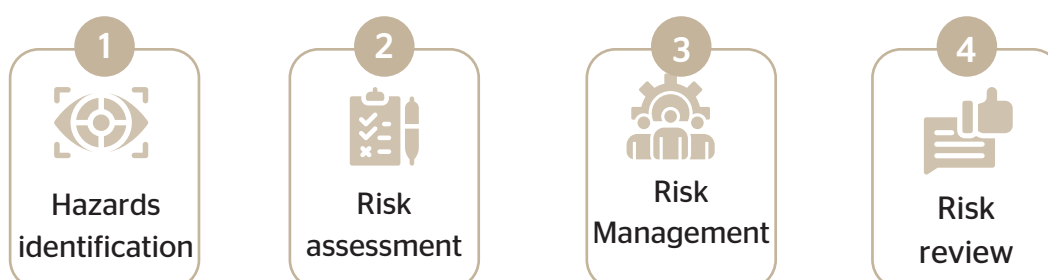 1
Hazards
identification
2
Risk
assessment
3
Risk
Management
4
Risk
review